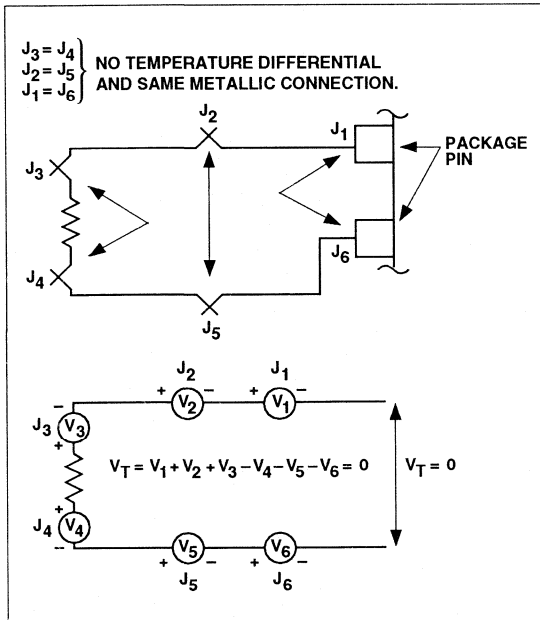 J3 = J4
J2 = J5
J1 = J6
NO TEMPERATURE DIFFERENTIAL
AND SAME METALLIC CONNECTION.
J2
J1
PACKAGE
PIN
J3
J4
J6
J5
J2
J1
+ V2 −
+ V1 −
−
J3 V3
+
VT = V1 + V2 + V3 − V4 − V5 − V6 = 0
VT = 0
+
J4 V4
−
+ V5 −
+ V6 −
J5
J6